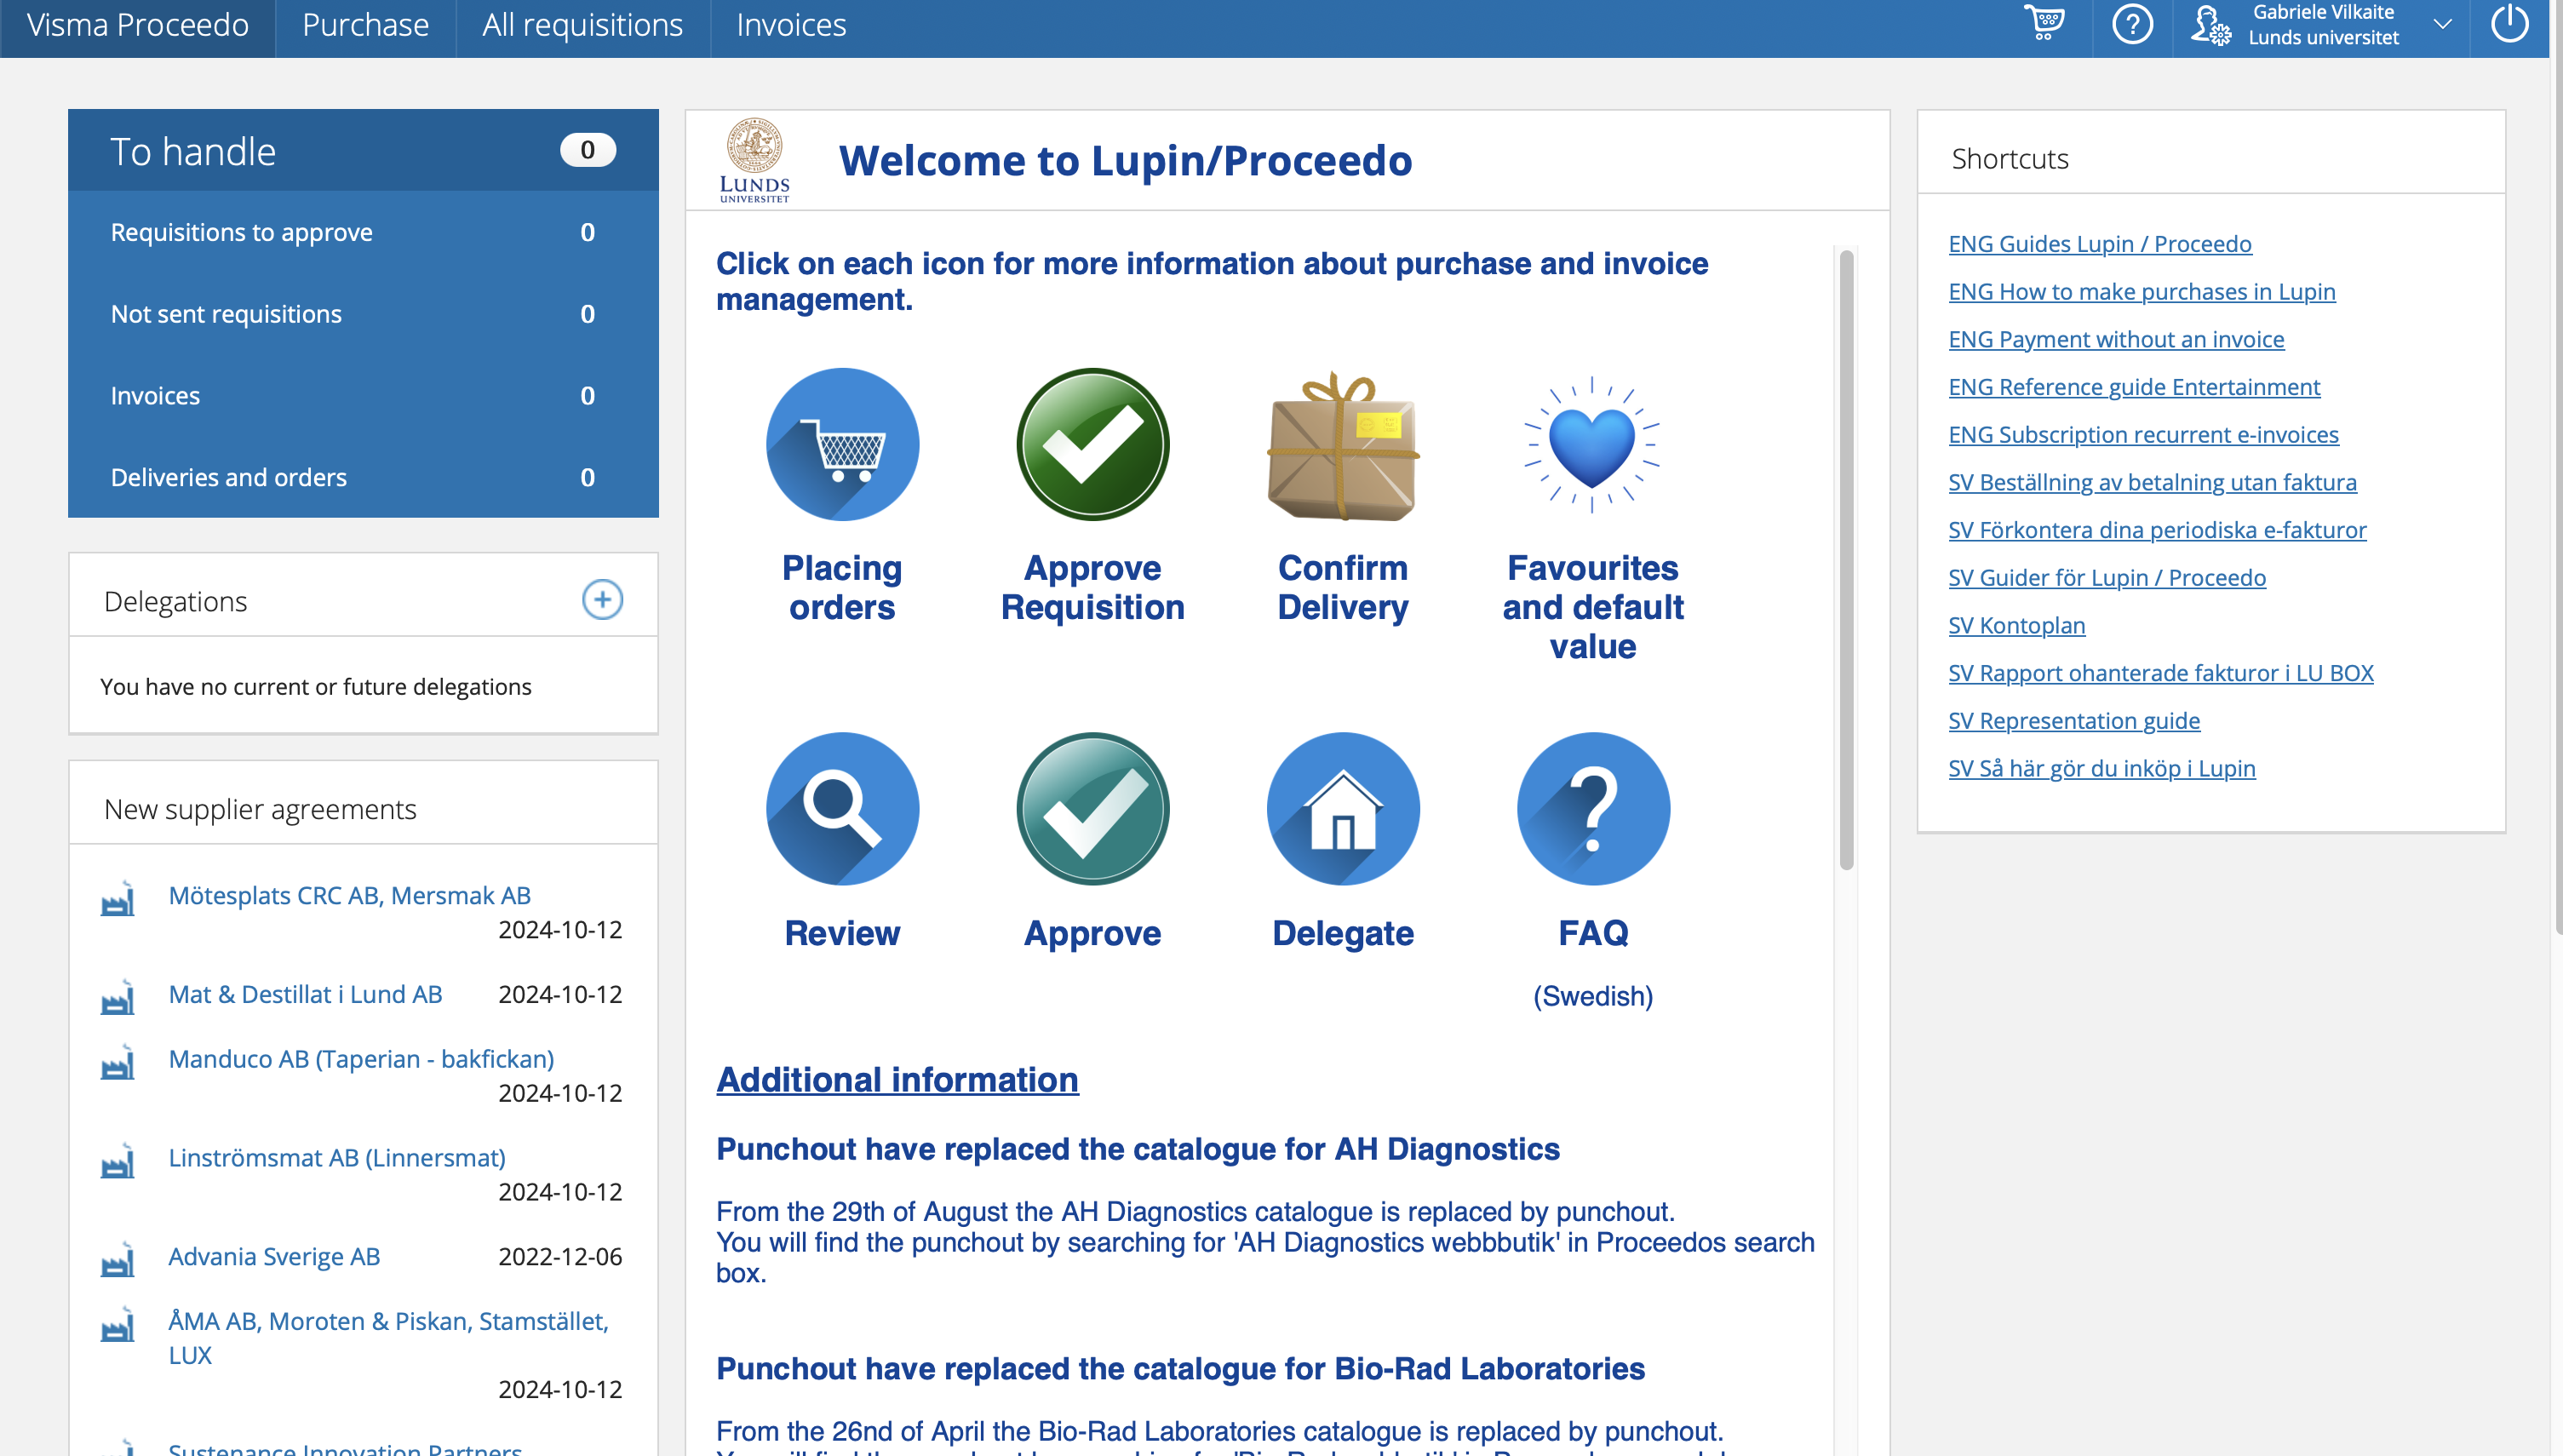 Visma Proceedo
Purchase
All requisitions
Invoices
Gabriele Vilkaite
Lunds universitet
To handle 0
Requisitions to approve 0
Not sent requisitions 0
Invoices 0
Deliveries and orders 0
Delegations
You have no current or future delegations
New supplier agreements
Mötesplats CRC AB, Mersmak AB
2024-10-12
Mat & Destillat i Lund AB 2024-10-12
Manduco AB (Taperian - bakfickan)
2024-10-12
Linströmsmat AB (Linnersmat)
2024-10-12
Advania Sverige AB 2022-12-06
ÅMA AB, Moroten & Piskan, Stamstället,
LUX
2024-10-12
Sustenance Innovation Partners
LUNDS
UNIVERSITET
Welcome to Lupin/Proceedo
Click on each icon for more information about purchase and invoice
management.
Placing
orders
Approve
Requisition
Confirm
Delivery
Favourites
and default
value
Review
Approve
Delegate
FAQ
(Swedish)
Additional information
Punchout have replaced the catalogue for AH Diagnostics
From the 29th of August the AH Diagnostics catalogue is replaced by punchout.
You will find the punchout by searching for 'AH Diagnostics webbbutik' in Proceedos search
box.
Punchout have replaced the catalogue for Bio-Rad Laboratories
From the 26nd of April the Bio-Rad Laboratories catalogue is replaced by punchout.
Shortcuts
ENG Guides Lupin / Proceedo
ENG How to make purchases in Lupin
ENG Payment without an invoice
ENG Reference guide Entertainment
ENG Subscription recurrent e-invoices
SV Beställning av betalning utan faktura
SV Förkontera dina periodiska e-fakturor
SV Guider för Lupin / Proceedo
SV Kontoplan
SV Rapport ohanterade fakturor i LU BOX
SV Representation guide
SV Så här gör du inköp i Lupin